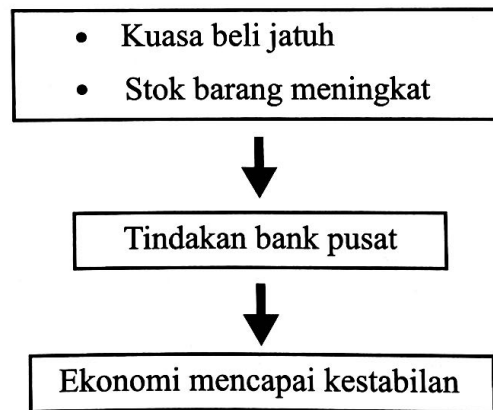 • Kuasa beli jatuh
• Stok barang meningkat
Tindakan bank pusat
Ekonomi mencapai kestabilan